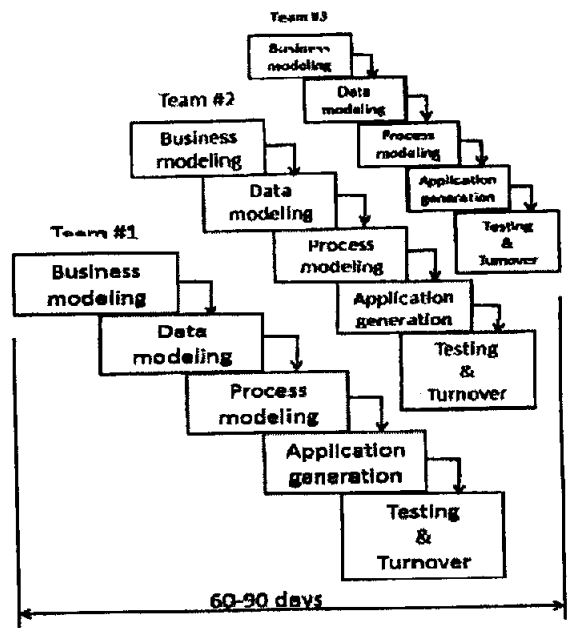 Team #3
Business
modeling
Data
modeling
Process
modeling
Application
generation
Testing
&
Turnover
Team #2
Business
modeling
Data
modeling
Process
modeling
Application
generation
Testing
&
Turnover
Team #1
Business
modeling
Data
modeling
Process
modeling
Application
generation
Testing
&
Turnover
60-90 days